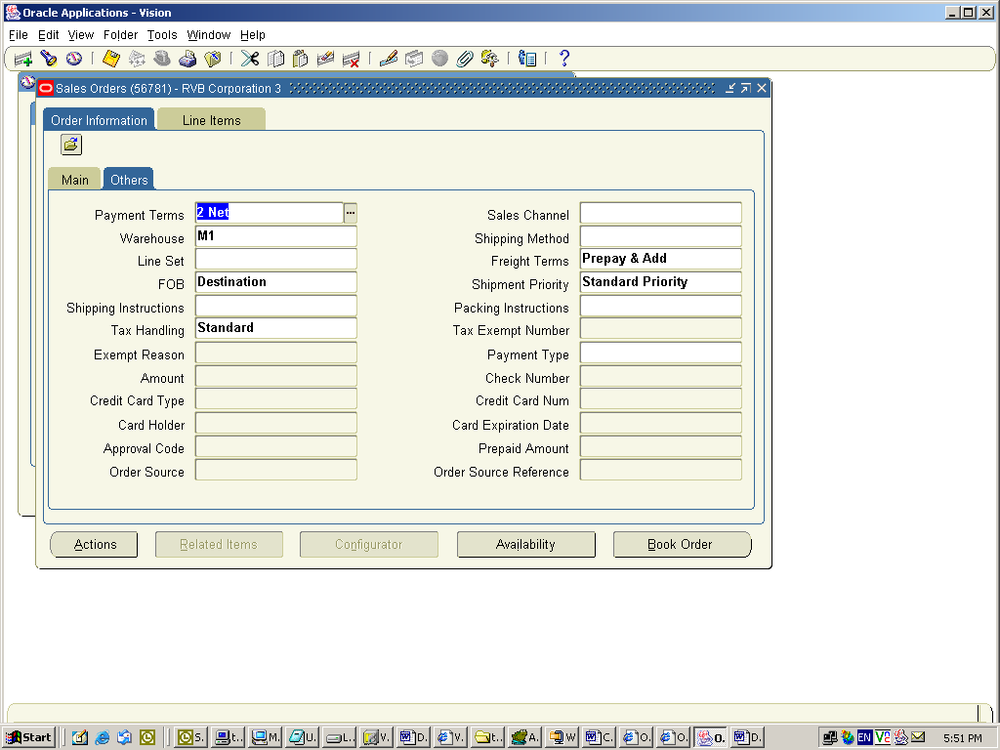 Oracle Applications - Vision
File Edit View Folder Tools Window Help
Sales Orders (56781) - RVB Corporation 3
Order Information Line Items
Main Others
Payment Terms 2 Net ... Sales Channel
Warehouse M1 Shipping Method
Line Set Freight Terms Prepay & Add
FOB Destination Shipment Priority Standard Priority
Shipping Instructions Packing Instructions
Tax Handling Standard Tax Exempt Number
Exempt Reason Payment Type
Amount Check Number
Credit Card Type Credit Card Num
Card Holder Card Expiration Date
Approval Code Prepaid Amount
Order Source Order Source Reference
Actions Related Items Configurator Availability Book Order
Start S. t.. M. U. L.. V. D. V. t.. A. W C. O. O. O. D. EN 5:51 PM